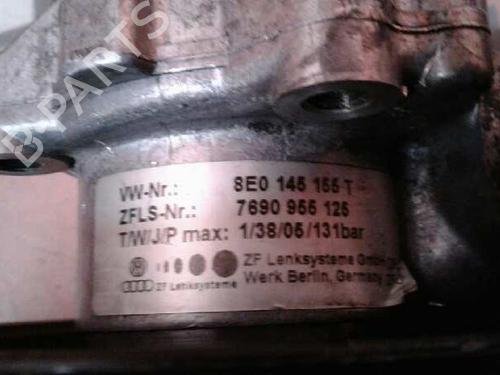 B PARTS
VW-Nr.: 8E0 145 155 T
ZFLS-Nr.: 7690 955 125
T/W/J/P max: 1/38/05/131bar
ZF Lenksysteme GmbH
ZF Lenksysteme Werk Berlin, Germany